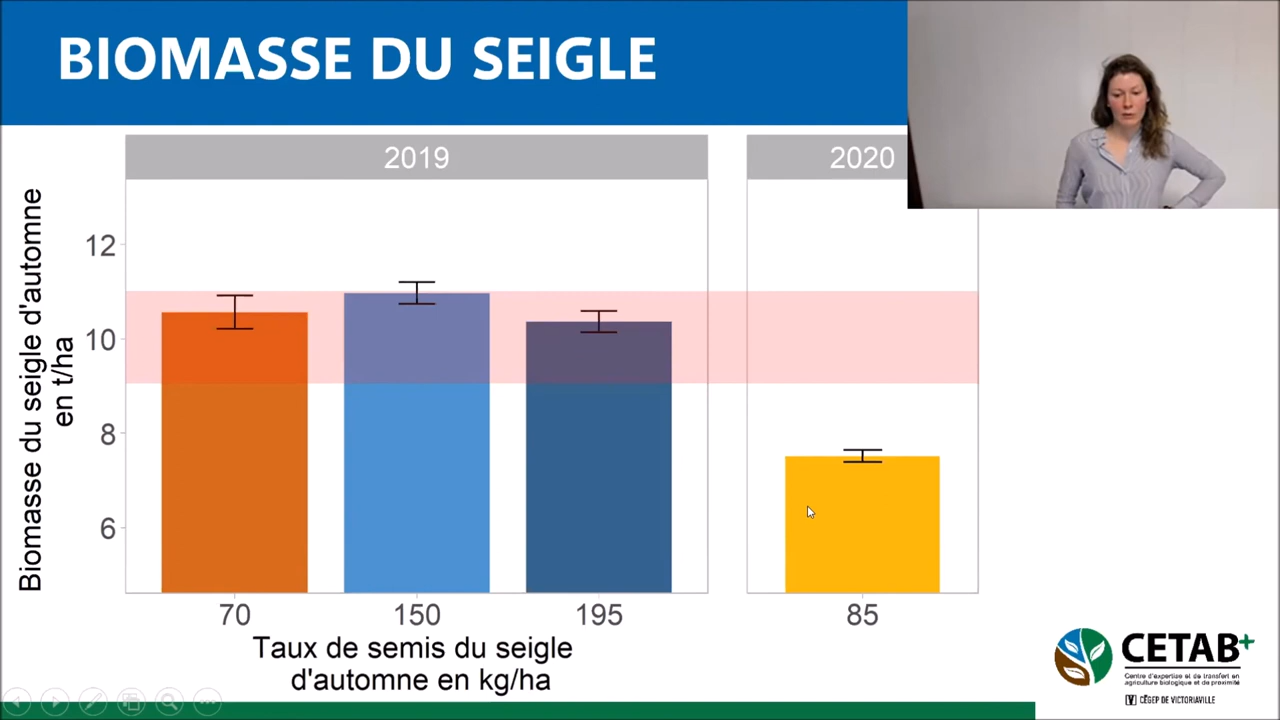 BIOMASSE DU SEIGLE
2019
2020
Biomasse du seigle d'automne
en t/ha
12
10
8
6
70
150
195
85
Taux de semis du seigle
d'automne en kg/ha
CETAB+
Centre d'expertise et de transfert en
agriculture biologique et de proximité
CÉGEP DE VICTORIAVILLE